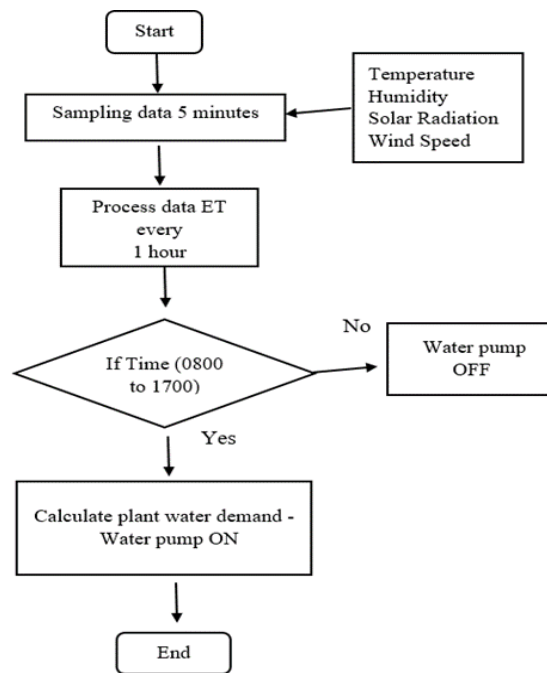 Start
Sampling data 5 minutes
Temperature
Humidity
Solar Radiation
Wind Speed
Process data ET
every
1 hour
If Time (0800
to 1700)
No
Water pump
OFF
Yes
Calculate plant water demand -
Water pump ON
End